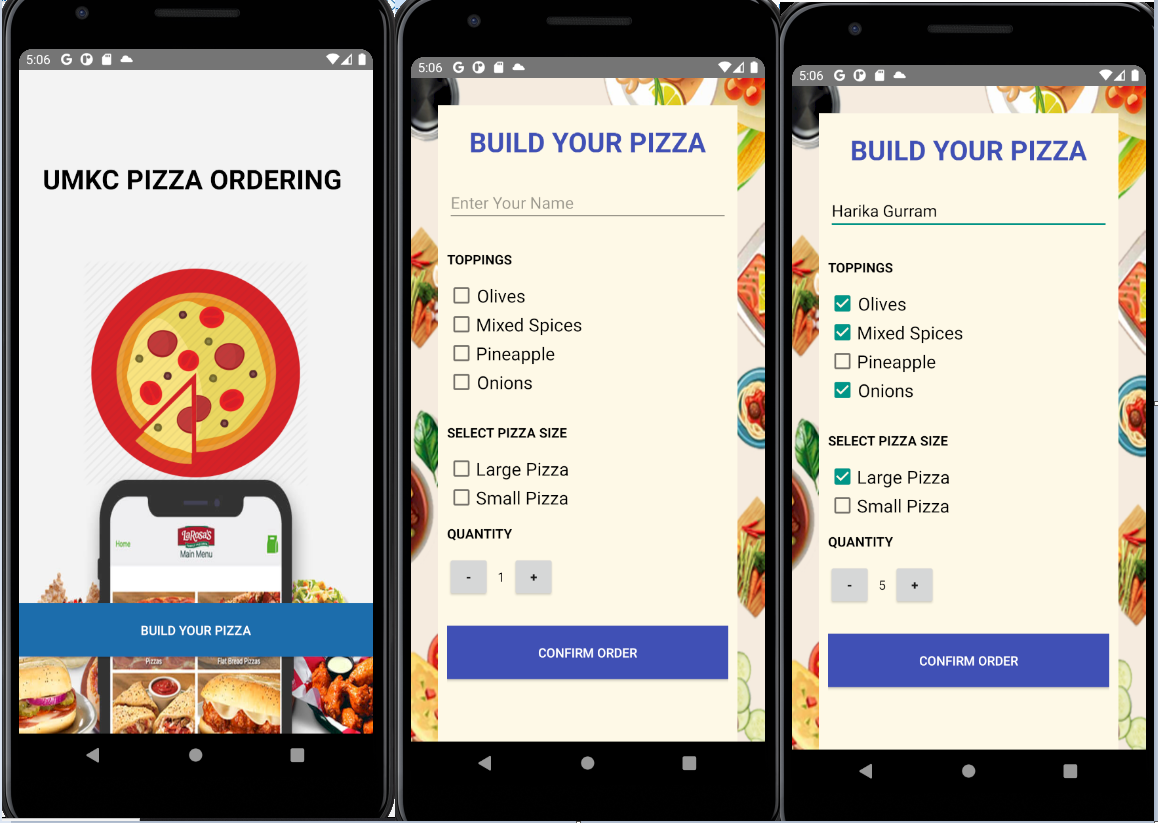 5:06
UMKC PIZZA ORDERING
LaRosa's
Home
Main Menu
BUILD YOUR PIZZA
Pizzas
Flat Bread Pizzas
5:06
BUILD YOUR PIZZA
Enter Your Name
TOPPINGS
Olives
Mixed Spices
Pineapple
Onions
SELECT PIZZA SIZE
Large Pizza
Small Pizza
QUANTITY
- 1 +
CONFIRM ORDER
5:06
BUILD YOUR PIZZA
Harika Gurram
TOPPINGS
Olives
Mixed Spices
Pineapple
Onions
SELECT PIZZA SIZE
Large Pizza
Small Pizza
QUANTITY
- 5 +
CONFIRM ORDER